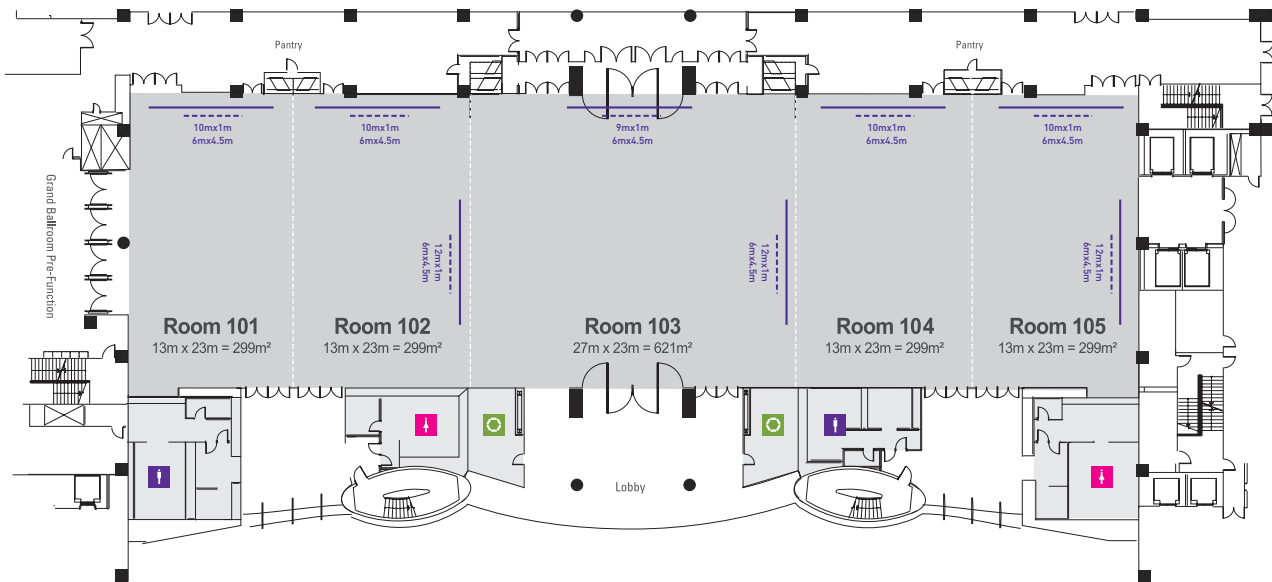 Pantry
Pantry
10mx1m
6mx4.5m
10mx1m
6mx4.5m
9mx1m
6mx4.5m
10mx1m
6mx4.5m
10mx1m
6mx4.5m
Grand Ballroom Pre-Function
12mx1m
6mx4.5m
12mx1m
6mx4.5m
12mx1m
6mx4.5m
Room 101
13m x 23m = 299m²
Room 102
13m x 23m = 299m²
Room 103
27m x 23m = 621m²
Room 104
13m x 23m = 299m²
Room 105
13m x 23m = 299m²
Lobby